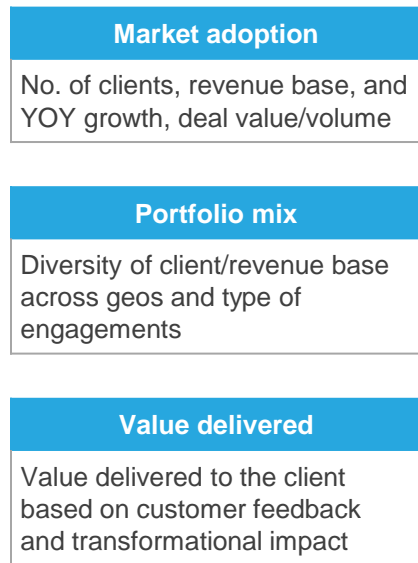 Market adoption
No. of clients, revenue base, and
YOY growth, deal value/volume
Portfolio mix
Diversity of client/revenue base
across geos and type of
engagements
Value delivered
Value delivered to the client
based on customer feedback
and transformational impact